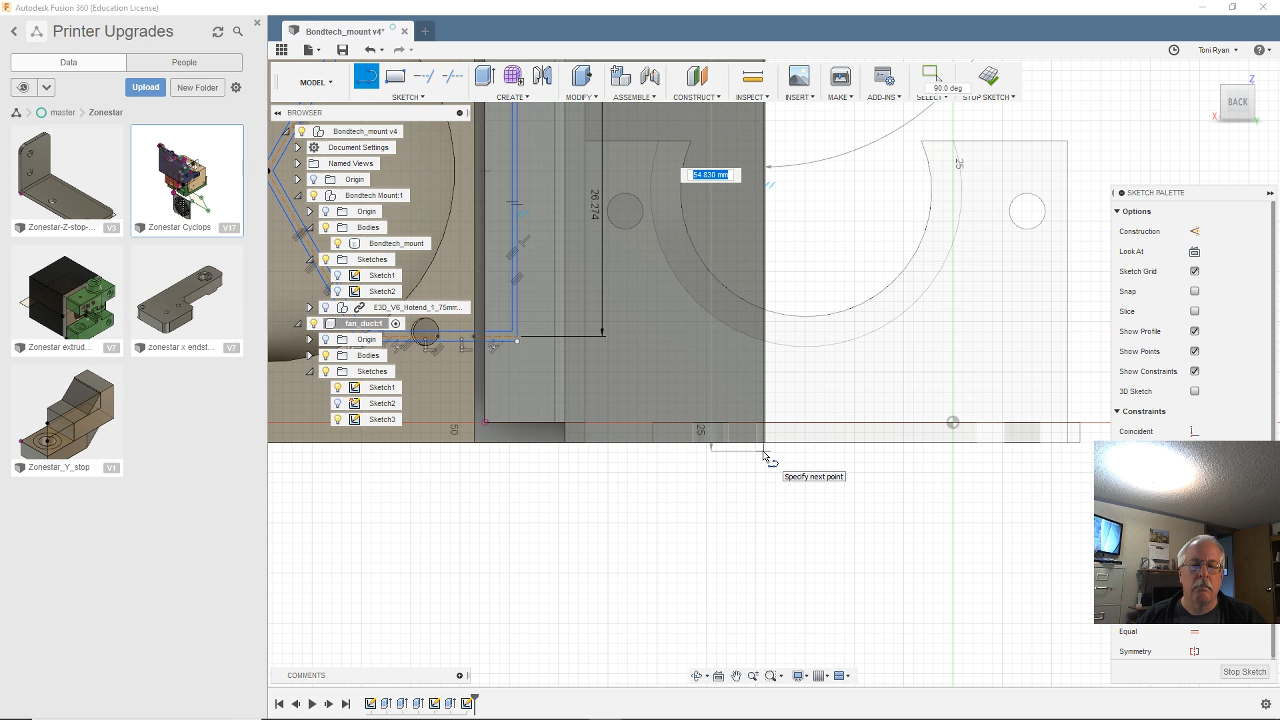 Autodesk Fusion 360 (Education License)
Printer Upgrades
Data
People
Upload
New Folder
master
Zonestar
Zonestar-Z-stop...
V3
Zonestar Cyclops
V17
Zonestar extrud...
V7
zonestar x endst...
V7
Zonestar_Y_stop
V1
Bondtech_mount v4*
Toni Ryan
MODEL
SKETCH
CREATE
MODIFY
ASSEMBLE
CONSTRUCT
INSPECT
INSERT
MAKE
ADD-INS
SELECT
STOP SKETCH
90.0 deg
BROWSER
Bondtech_mount v4
Document Settings
Named Views
Origin
Bondtech Mount:1
Origin
Bodies
Bondtech_mount
Sketches
Sketch1
Sketch2
E3D_V6_Hotend_1_75mm...
fan_duct:1
Origin
Bodies
Sketches
Sketch1
Sketch2
Sketch3
54.830 mm
26.274
25
25
50
Specify next point
BACK
Z
X
Y
SKETCH PALETTE
Options
Construction
Look At
Sketch Grid
Snap
Slice
Show Profile
Show Points
Show Constraints
3D Sketch
Constraints
Coincident
Equal
Symmetry
Stop Sketch
COMMENTS